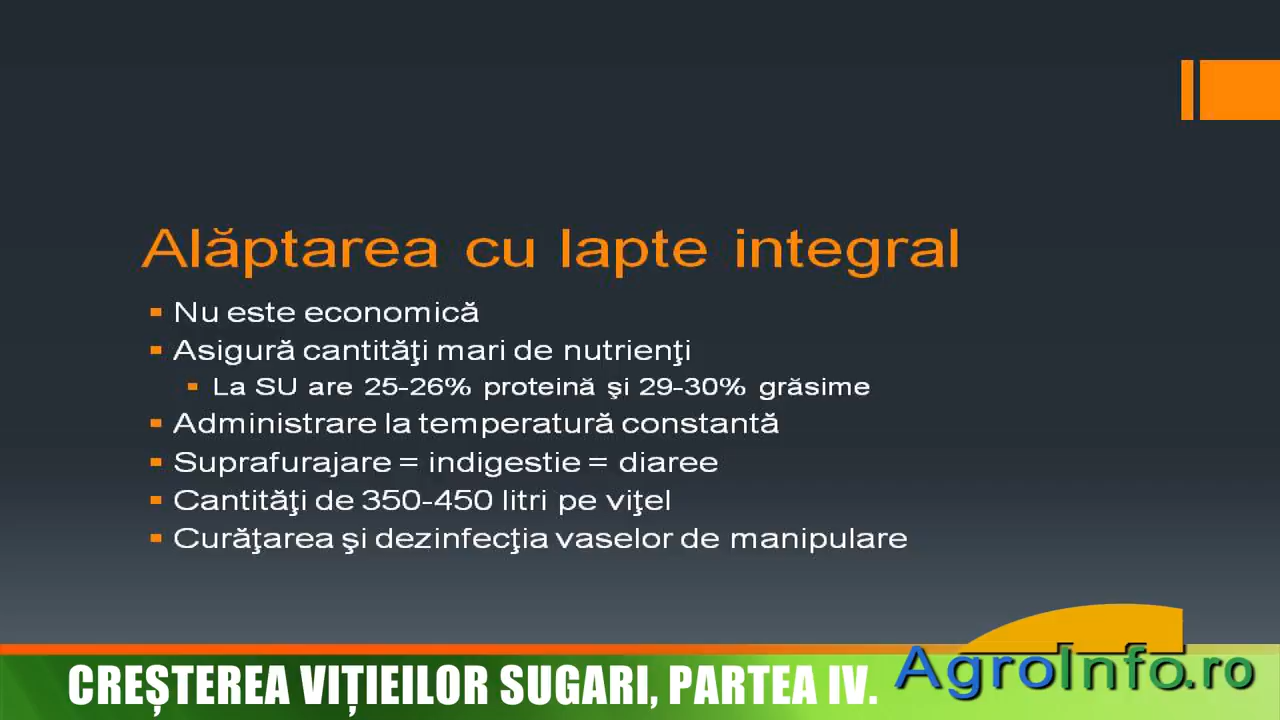 Alăptarea cu lapte integral
Nu este economică
Asigură cantităţi mari de nutrienţi
La SU are 25-26% proteină şi 29-30% grăsime
Administrare la temperatură constantă
Suprafurajare = indigestie = diaree
Cantităţi de 350-450 litri pe viţel
Curăţarea şi dezinfecţia vaselor de manipulare
CREȘTEREA VIȚIEILOR SUGARI, PARTEA IV.
AgroInfo.ro